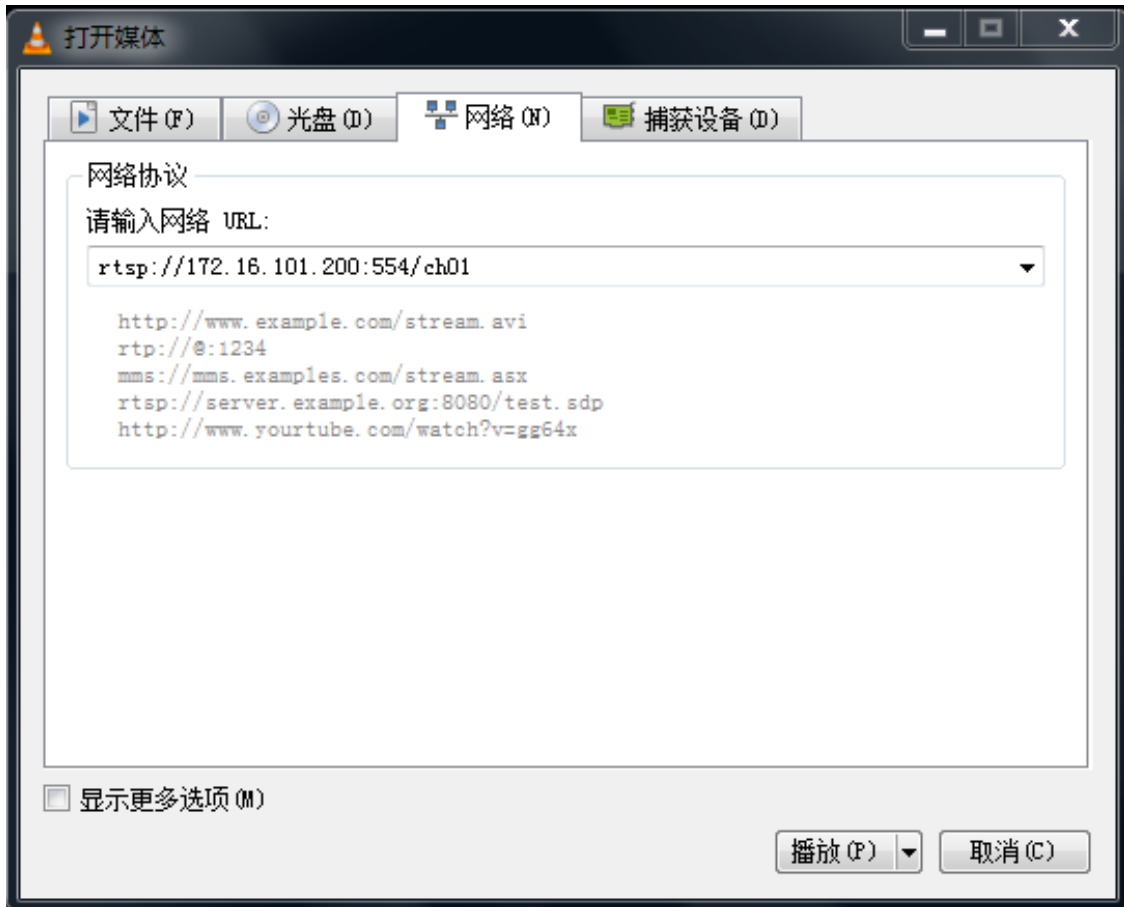 打开媒体
文件(F) 光盘(D) 网络(N) 捕获设备(D)
网络协议
请输入网络 URL:
rtsp://172.16.101.200:554/ch01
http://www.example.com/stream.avi
rtp://@:1234
mms://mms.examples.com/stream.asx
rtsp://server.example.org:8080/test.sdp
http://www.yourtube.com/watch?v=gg64x
显示更多选项(M)
播放(P) 取消(C)